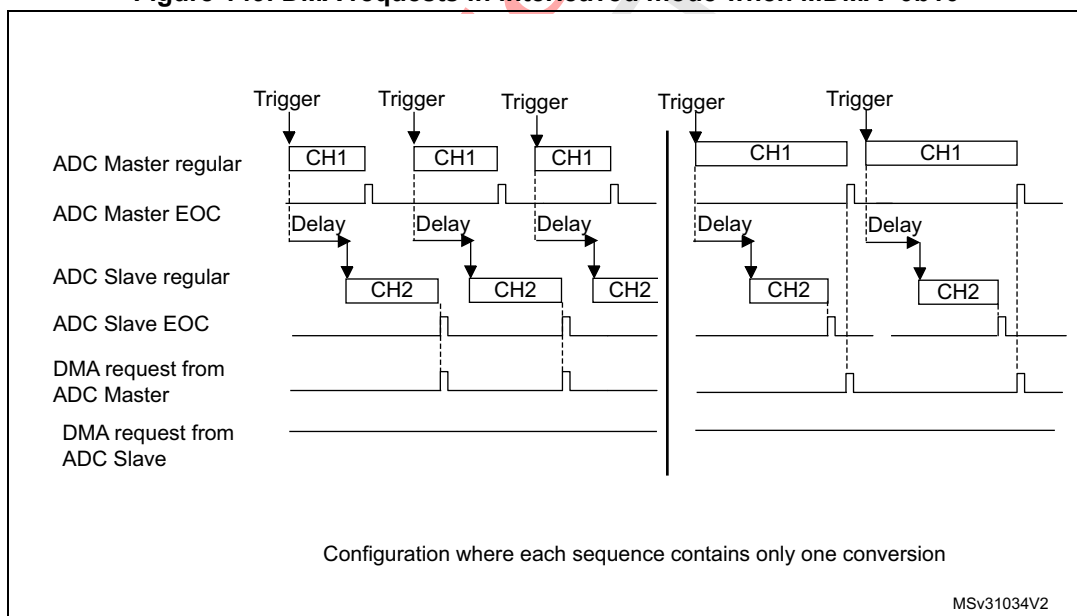 Trigger Trigger Trigger Trigger Trigger
ADC Master regular CH1 CH1 CH1 CH1 CH1
ADC Master EOC
Delay Delay Delay Delay Delay
ADC Slave regular CH2 CH2 CH2 CH2 CH2
ADC Slave EOC
DMA request from
ADC Master
DMA request from
ADC Slave
Configuration where each sequence contains only one conversion
MSv31034V2